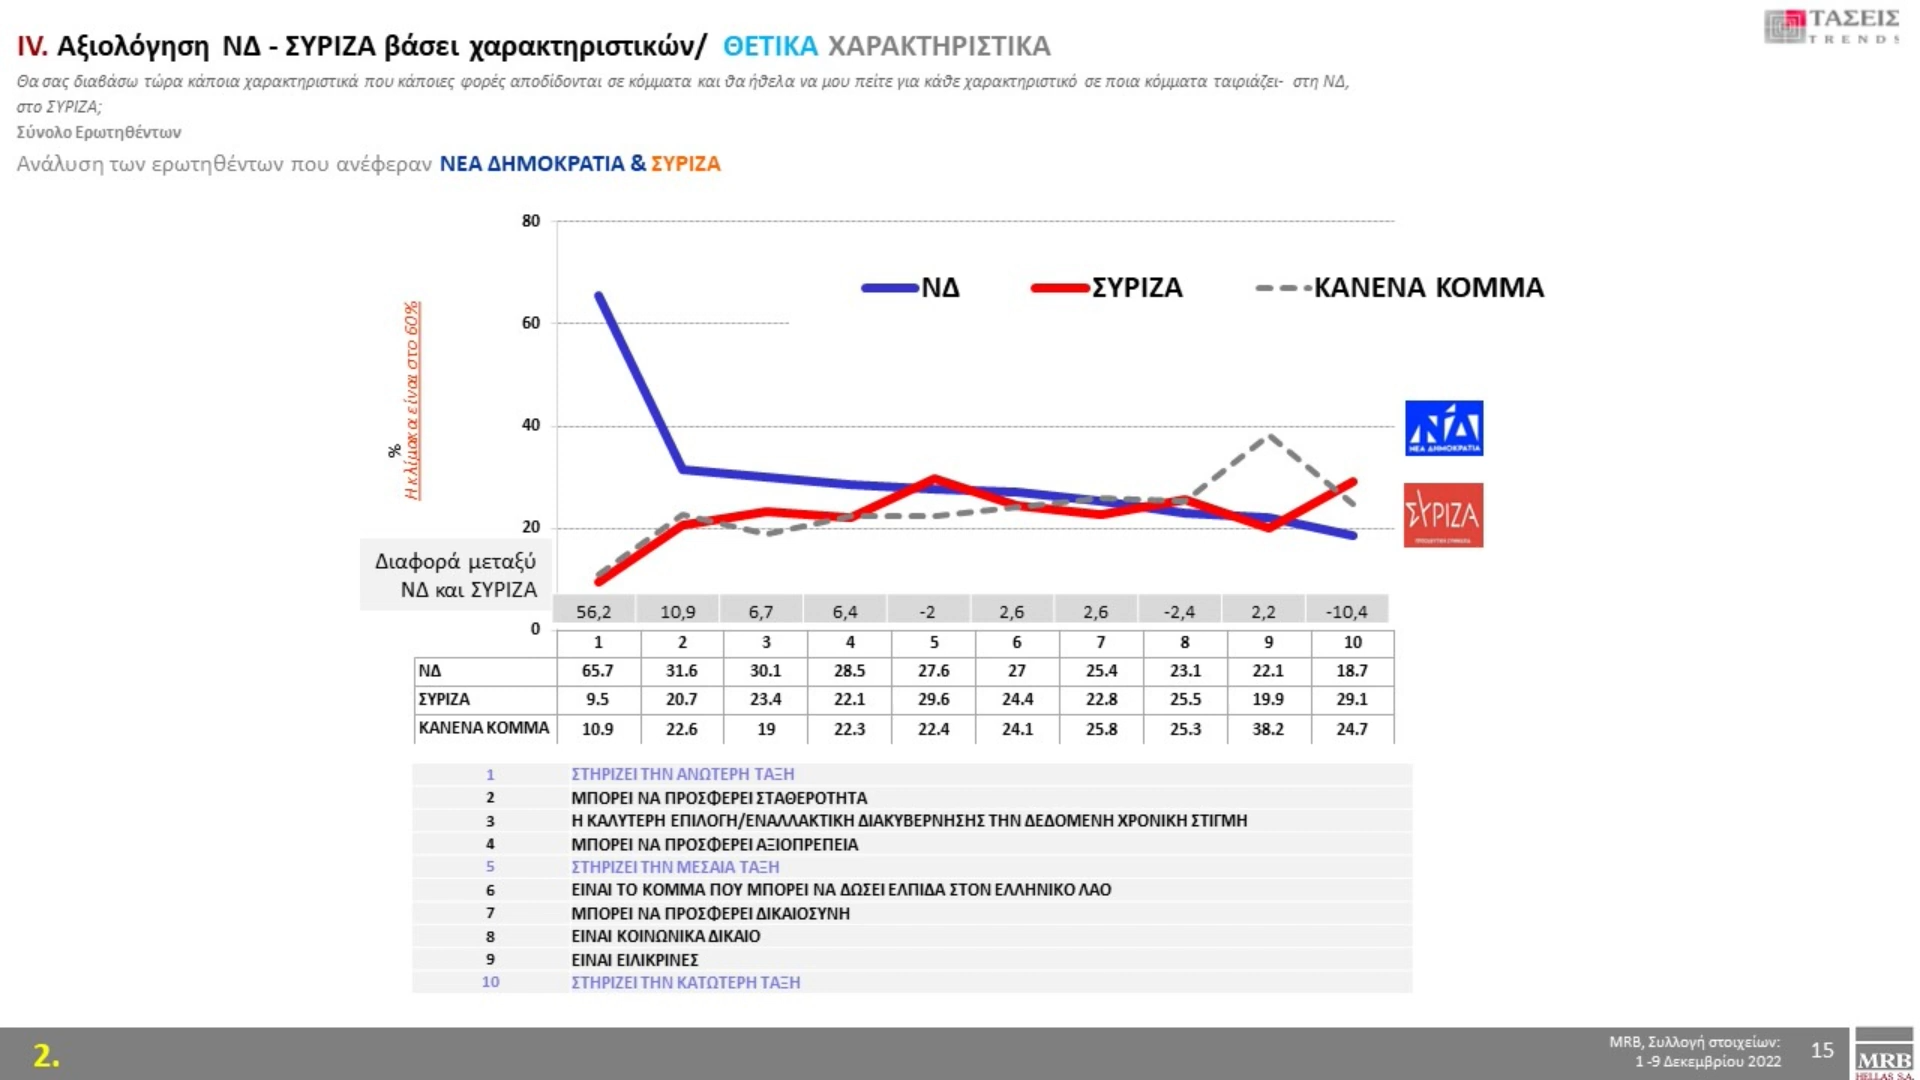 ΤΑΣΕΙΣ
TRENDS
IV. Αξιολόγηση ΝΔ - ΣΥΡΙΖΑ βάσει χαρακτηριστικών/ ΘΕΤΙΚΑ ΧΑΡΑΚΤΗΡΙΣΤΙΚΑ
Θα σας διαβάσω τώρα κάποια χαρακτηριστικά που κάποιες φορές αποδίδονται σε κόμματα και θα ήθελα να μου πείτε για κάθε χαρακτηριστικό σε ποια κόμματα ταιριάζει- στη ΝΔ,
στο ΣΥΡΙΖΑ;
Σύνολο Ερωτηθέντων
Ανάλυση των ερωτηθέντων που ανέφεραν ΝΕΑ ΔΗΜΟΚΡΑΤΙΑ & ΣΥΡΙΖΑ
80
60
40
20
0
%
Η κλίμακα είναι στο 60%
ΝΔ ΣΥΡΙΖΑ ΚΑΝΕΝΑ ΚΟΜΜΑ
ΝΔ
ΝΕΑ ΔΗΜΟΚΡΑΤΙΑ
ΣΥΡΙΖΑ
Διαφορά μεταξύ
ΝΔ και ΣΥΡΙΖΑ
56,2 10,9 6,7 6,4 -2 2,6 2,6 -2,4 2,2 -10,4
1 2 3 4 5 6 7 8 9 10
ΝΔ 65.7 31.6 30.1 28.5 27.6 27 25.4 23.1 22.1 18.7
ΣΥΡΙΖΑ 9.5 20.7 23.4 22.1 29.6 24.4 22.8 25.5 19.9 29.1
ΚΑΝΕΝΑ ΚΟΜΜΑ 10.9 22.6 19 22.3 22.4 24.1 25.8 25.3 38.2 24.7
1 ΣΤΗΡΙΖΕΙ ΤΗΝ ΑΝΩΤΕΡΗ ΤΑΞΗ
2 ΜΠΟΡΕΙ ΝΑ ΠΡΟΣΦΕΡΕΙ ΣΤΑΘΕΡΟΤΗΤΑ
3 Η ΚΑΛΥΤΕΡΗ ΕΠΙΛΟΓΗ/ΕΝΑΛΛΑΚΤΙΚΗ ΔΙΑΚΥΒΕΡΝΗΣΗΣ ΤΗΝ ΔΕΔΟΜΕΝΗ ΧΡΟΝΙΚΗ ΣΤΙΓΜΗ
4 ΜΠΟΡΕΙ ΝΑ ΠΡΟΣΦΕΡΕΙ ΑΞΙΟΠΡΕΠΕΙΑ
5 ΣΤΗΡΙΖΕΙ ΤΗΝ ΜΕΣΑΙΑ ΤΑΞΗ
6 ΕΙΝΑΙ ΤΟ ΚΟΜΜΑ ΠΟΥ ΜΠΟΡΕΙ ΝΑ ΔΩΣΕΙ ΕΛΠΙΔΑ ΣΤΟΝ ΕΛΛΗΝΙΚΟ ΛΑΟ
7 ΜΠΟΡΕΙ ΝΑ ΠΡΟΣΦΕΡΕΙ ΔΙΚΑΙΟΣΥΝΗ
8 ΕΙΝΑΙ ΚΟΙΝΩΝΙΚΑ ΔΙΚΑΙΟ
9 ΕΙΝΑΙ ΕΙΛΙΚΡΙΝΕΣ
10 ΣΤΗΡΙΖΕΙ ΤΗΝ ΚΑΤΩΤΕΡΗ ΤΑΞΗ
2.
MRB, Συλλογή στοιχείων:
1 -9 Δεκεμβρίου 2022
15
MRB
HELLAS S.A.